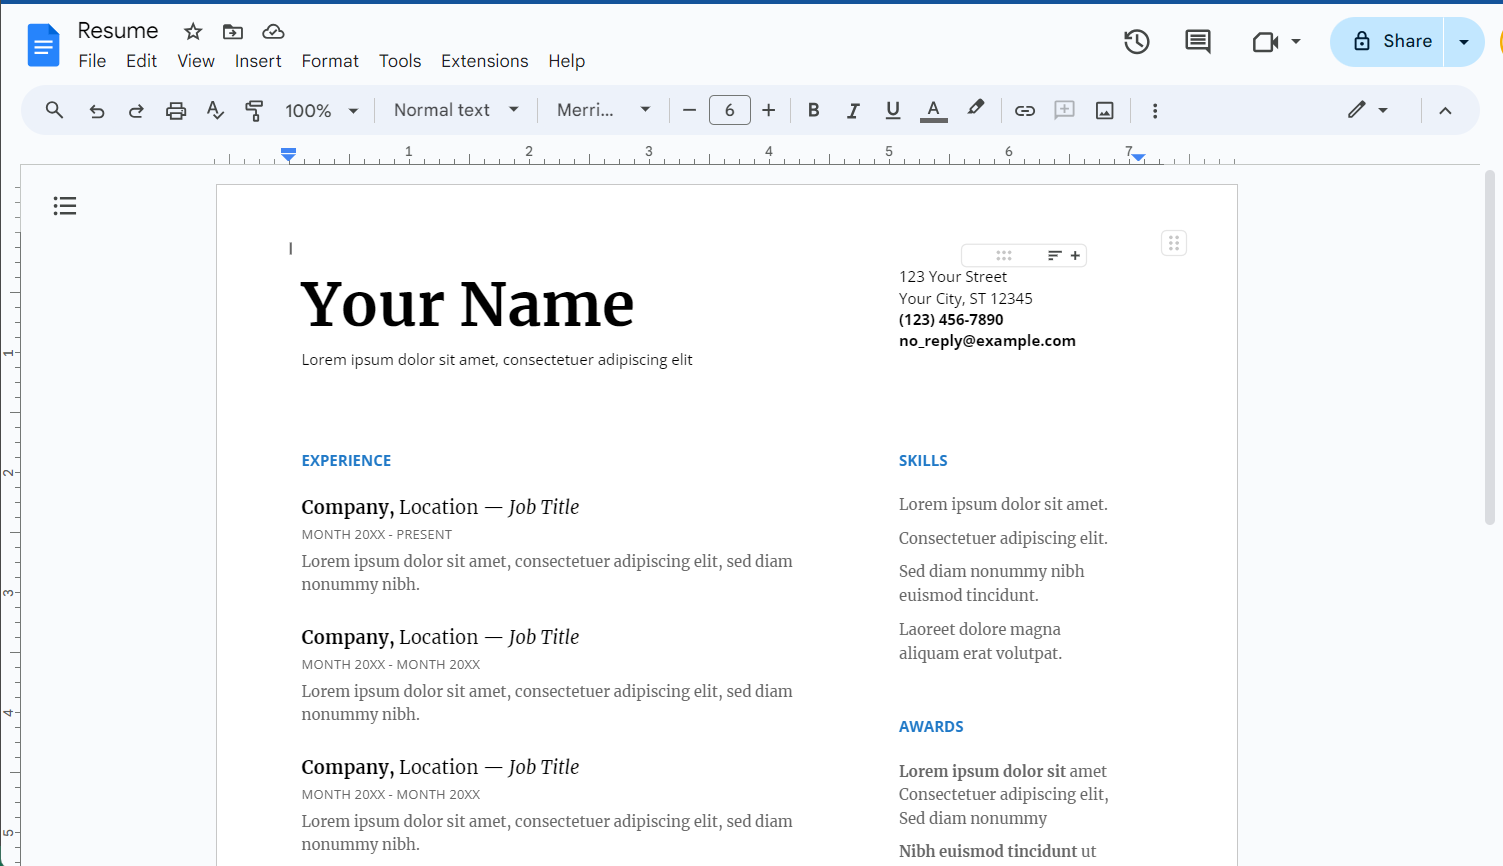 Resume
File Edit View Insert Format Tools Extensions Help
Share
100% Normal text Merri... 6 B I U A
1 2 3 4 5 6 7
Your Name
Lorem ipsum dolor sit amet, consectetuer adipiscing elit
123 Your Street
Your City, ST 12345
(123) 456-7890
no_reply@example.com
EXPERIENCE
Company, Location — Job Title
MONTH 20XX - PRESENT
Lorem ipsum dolor sit amet, consectetuer adipiscing elit, sed diam
nonummy nibh.
Company, Location — Job Title
MONTH 20XX - MONTH 20XX
Lorem ipsum dolor sit amet, consectetuer adipiscing elit, sed diam
nonummy nibh.
Company, Location — Job Title
MONTH 20XX - MONTH 20XX
Lorem ipsum dolor sit amet, consectetuer adipiscing elit, sed diam
nonummy nibh.
SKILLS
Lorem ipsum dolor sit amet.
Consectetuer adipiscing elit.
Sed diam nonummy nibh
euismod tincidunt.
Laoreet dolore magna
aliquam erat volutpat.
AWARDS
Lorem ipsum dolor sit amet
Consectetuer adipiscing elit,
Sed diam nonummy
Nibh euismod tincidunt ut
1
2
3
4
5